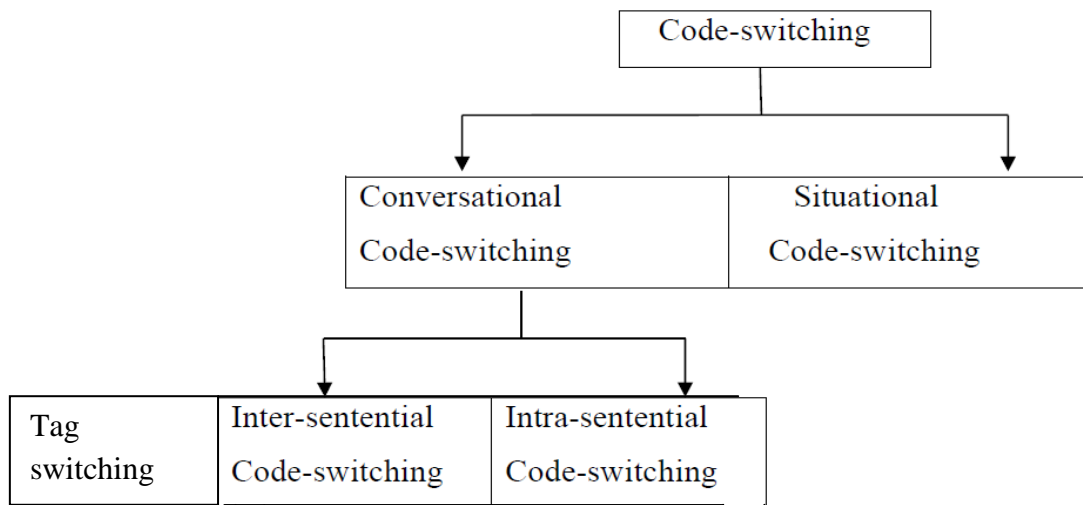 Code-switching
Conversational
Code-switching
Situational
Code-switching
Tag
switching
Inter-sentential
Code-switching
Intra-sentential
Code-switching